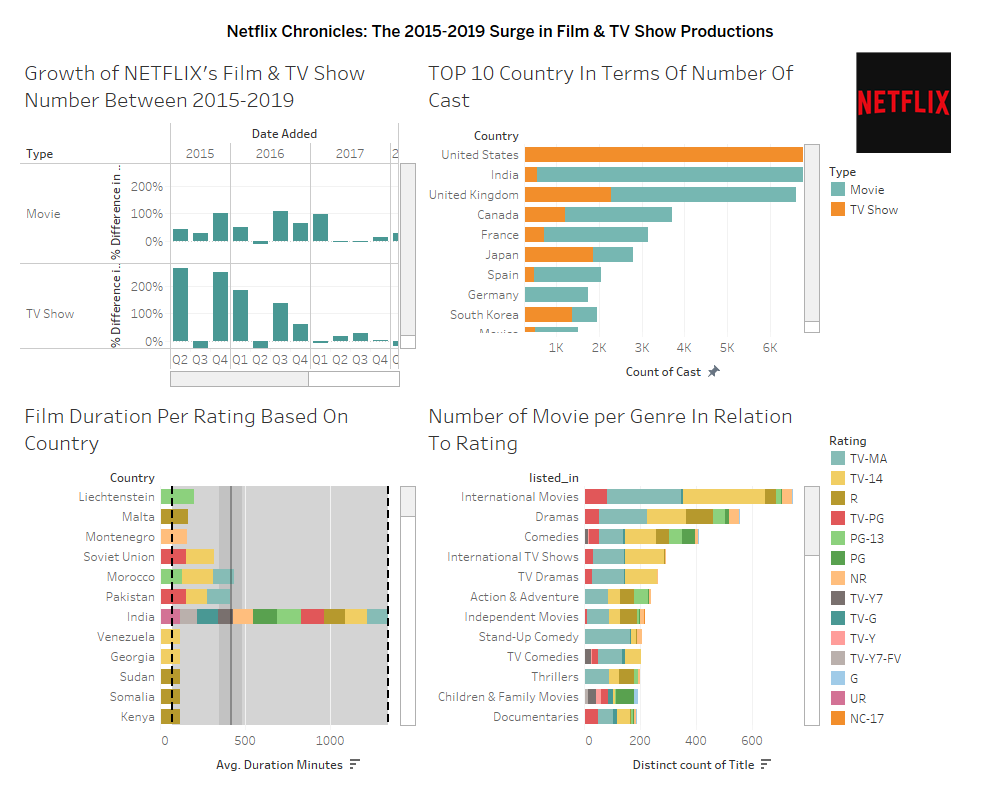 Netflix Chronicles: The 2015-2019 Surge in Film & TV Show Productions
Growth of NETFLIX's Film & TV Show
Number Between 2015-2019
Date Added
Type
2015
2016
2017
2
Movie
% Difference in ..
200%
100%
0%
TV Show
% Difference i..
200%
100%
0%
Q2 Q3 Q4 Q1 Q2 Q3 Q4 Q1 Q2 Q3 Q4 Q
TOP 10 Country In Terms Of Number Of
Cast
Country
United States
India
United Kingdom
Canada
France
Japan
Spain
Germany
South Korea
Mexico
1K 2K 3K 4K 5K 6K
Count of Cast
NETFLIX
Type
Movie
TV Show
Film Duration Per Rating Based On
Country
Country
Liechtenstein
Malta
Montenegro
Soviet Union
Morocco
Pakistan
India
Venezuela
Georgia
Sudan
Somalia
Kenya
0 500 1000
Avg. Duration Minutes
Number of Movie per Genre In Relation
To Rating
listed_in
International Movies
Dramas
Comedies
International TV Shows
TV Dramas
Action & Adventure
Independent Movies
Stand-Up Comedy
TV Comedies
Thrillers
Children & Family Movies
Documentaries
0 200 400 600
Distinct count of Title
Rating
TV-MA
TV-14
R
TV-PG
PG-13
PG
NR
TV-Y7
TV-G
TV-Y
TV-Y7-FV
G
UR
NC-17